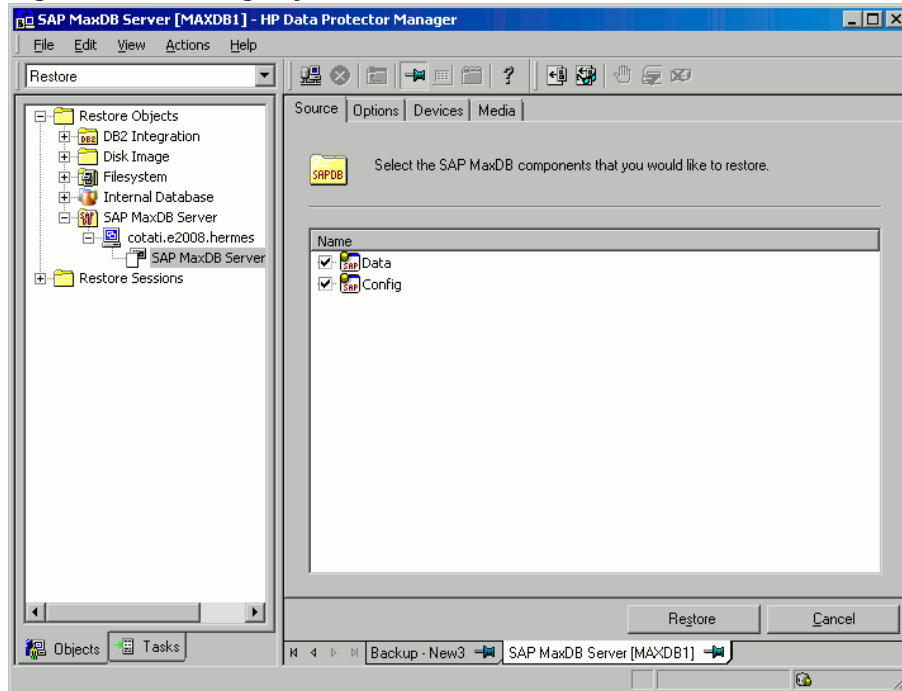 SAP MaxDB Server [MAXDB1] - HP Data Protector Manager
File Edit View Actions Help
Restore
Restore Objects
DB2 Integration
Disk Image
Filesystem
Internal Database
SAP MaxDB Server
cotati.e2008.hermes
SAP MaxDB Server
Restore Sessions
Objects Tasks
Source Options Devices Media
SAPDB
Select the SAP MaxDB components that you would like to restore.
Name
SAP Data
SAP Config
Restore Cancel
Backup - New3 SAP MaxDB Server [MAXDB1]